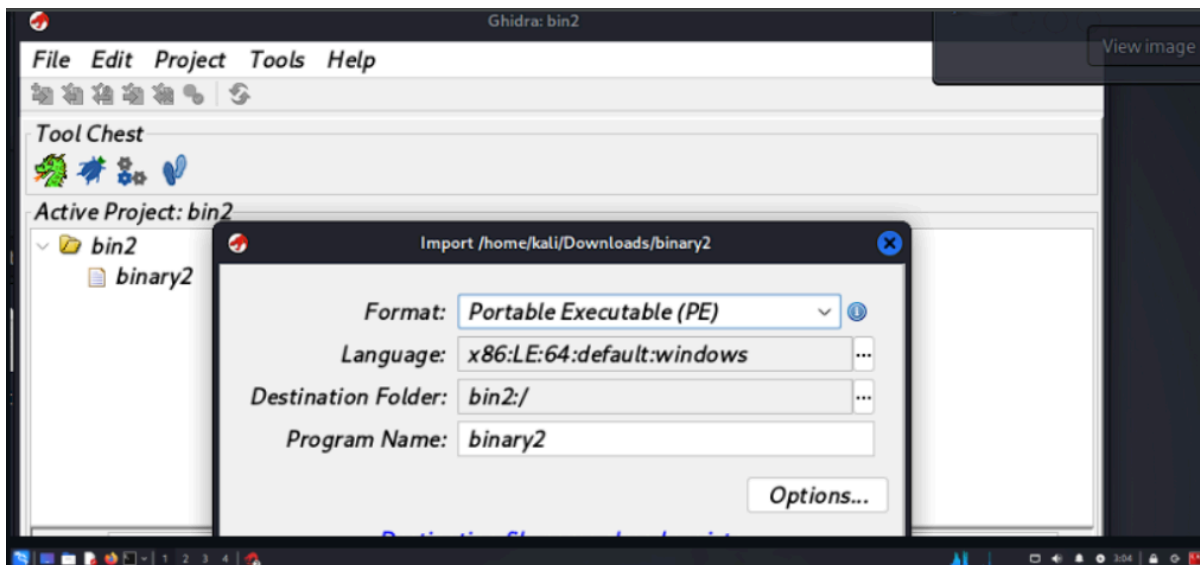 Ghidra: bin2
View image
File Edit Project Tools Help
Tool Chest
Active Project: bin2
bin2
binary2
Import /home/kali/Downloads/binary2
Format: Portable Executable (PE)
Language: x86:LE:64:default:windows ...
Destination Folder: bin2:/ ...
Program Name: binary2
Options...
1 2 3 4
3:04